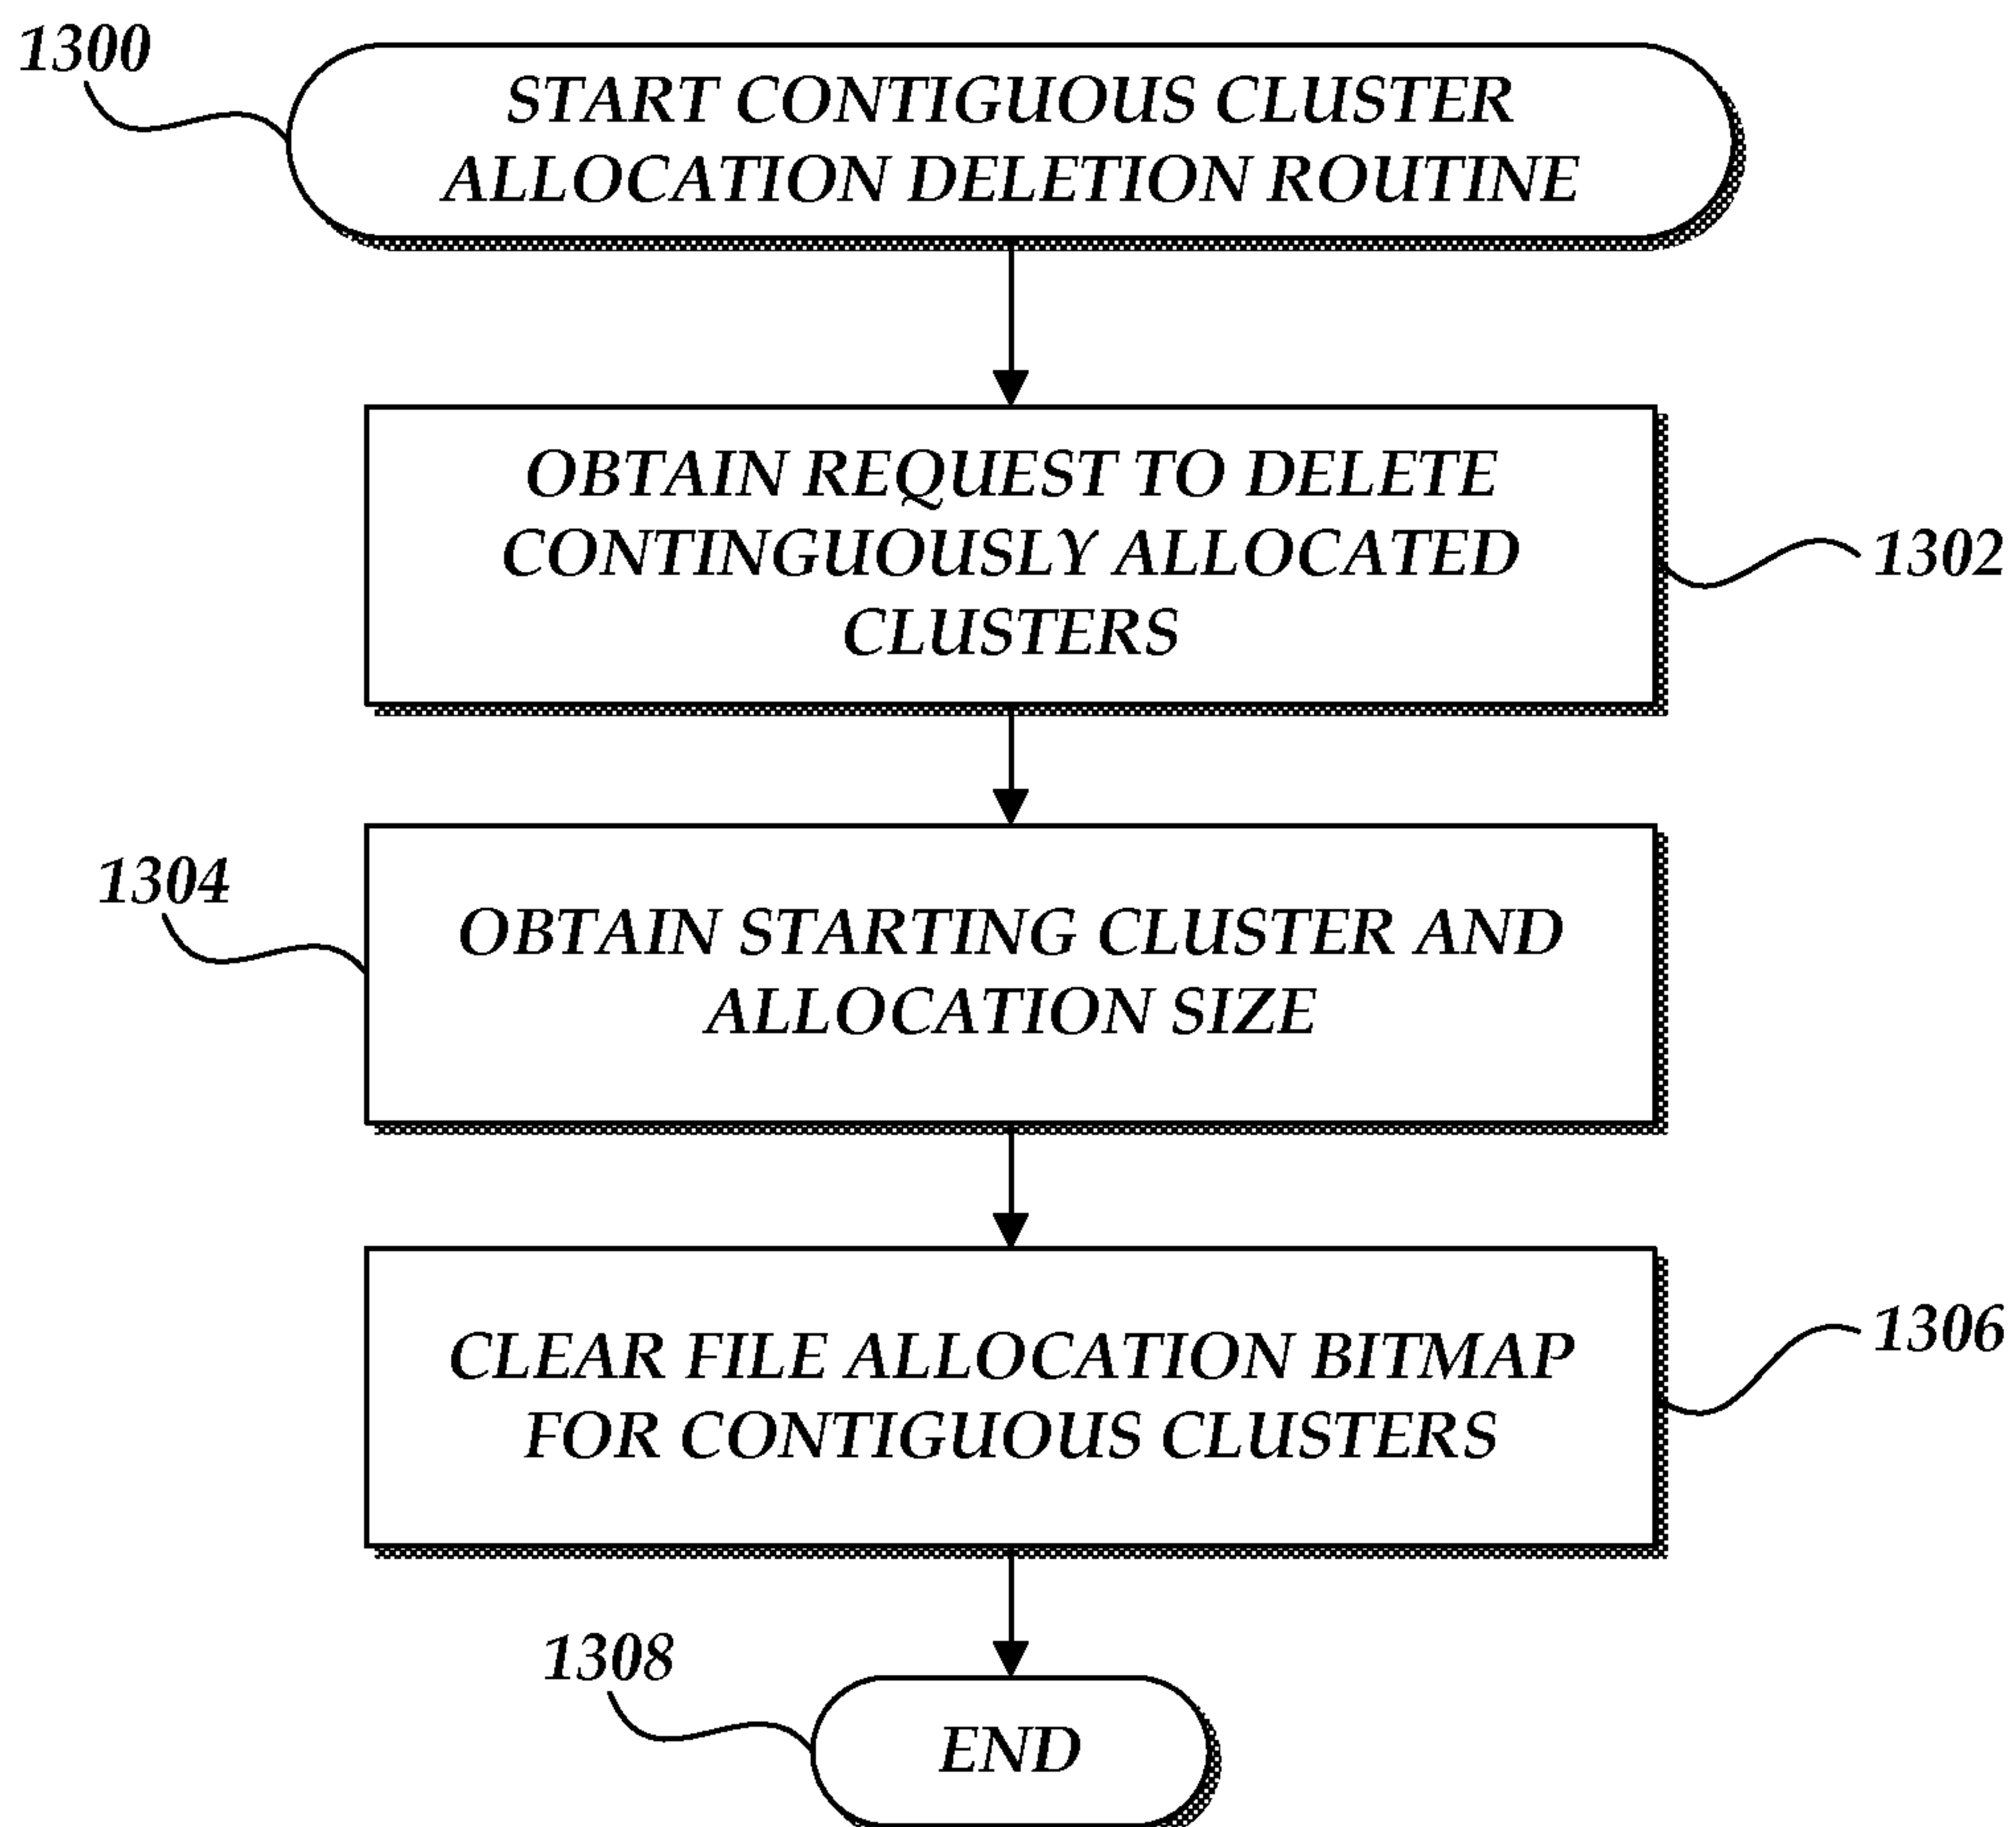 1300
START CONTIGUOUS CLUSTER
ALLOCATION DELETION ROUTINE
OBTAIN REQUEST TO DELETE
CONTINGUOUSLY ALLOCATED
CLUSTERS
1302
1304
OBTAIN STARTING CLUSTER AND
ALLOCATION SIZE
CLEAR FILE ALLOCATION BITMAP
FOR CONTIGUOUS CLUSTERS
1306
1308
END